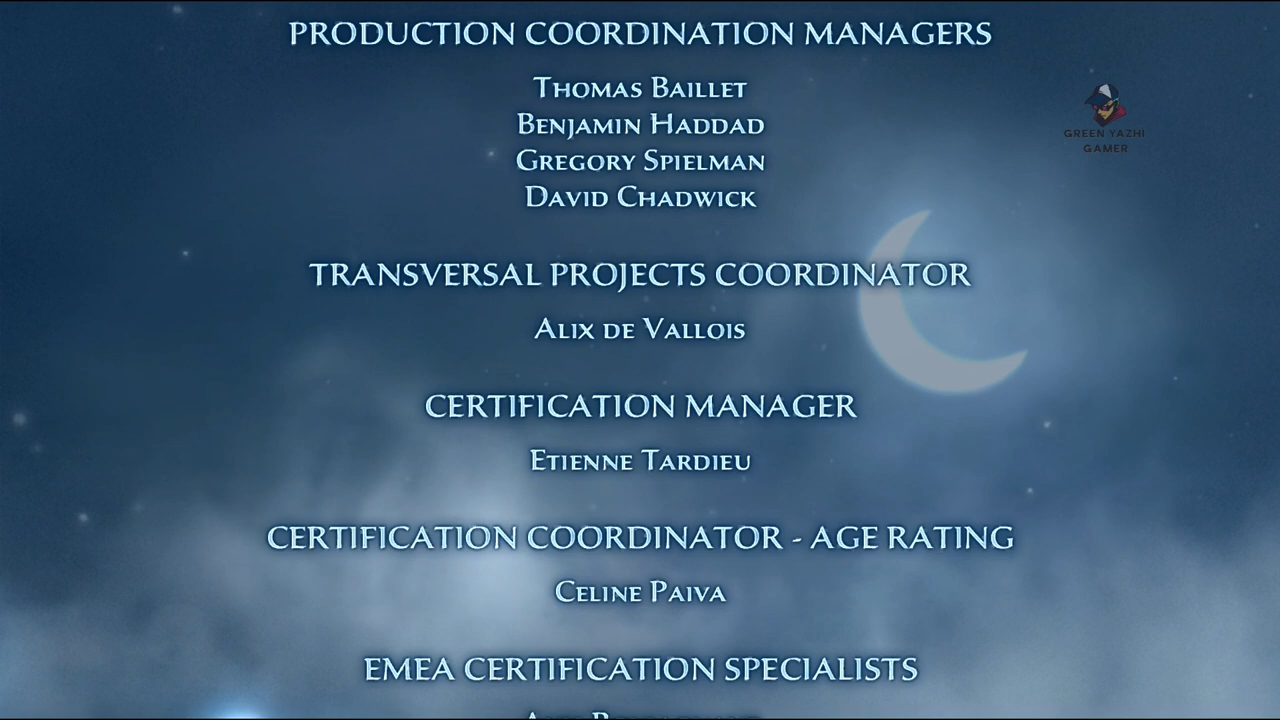 PRODUCTION COORDINATION MANAGERS
THOMAS BAILLET
BENJAMIN HADDAD
GREGORY SPIELMAN
DAVID CHADWICK
GREEN YAZHI
GAMER
TRANSVERSAL PROJECTS COORDINATOR
ALIX DE VALLOIS
CERTIFICATION MANAGER
ETIENNE TARDIEU
CERTIFICATION COORDINATOR - AGE RATING
CELINE PAIVA
EMEA CERTIFICATION SPECIALISTS